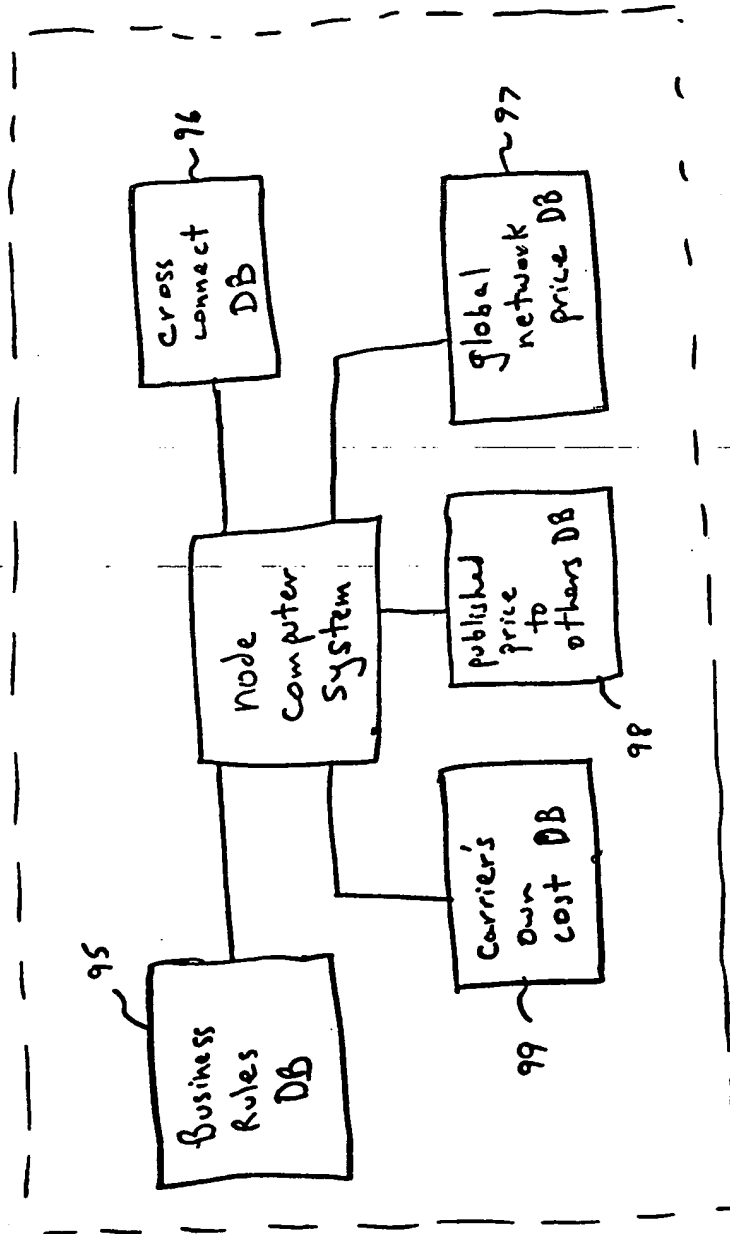 95
Business
Rules
DB
node
computer
system
cross
connect
DB
96
Carrier's
own
cost DB
99
published
price
to
others DB
98
global
network
price DB
97